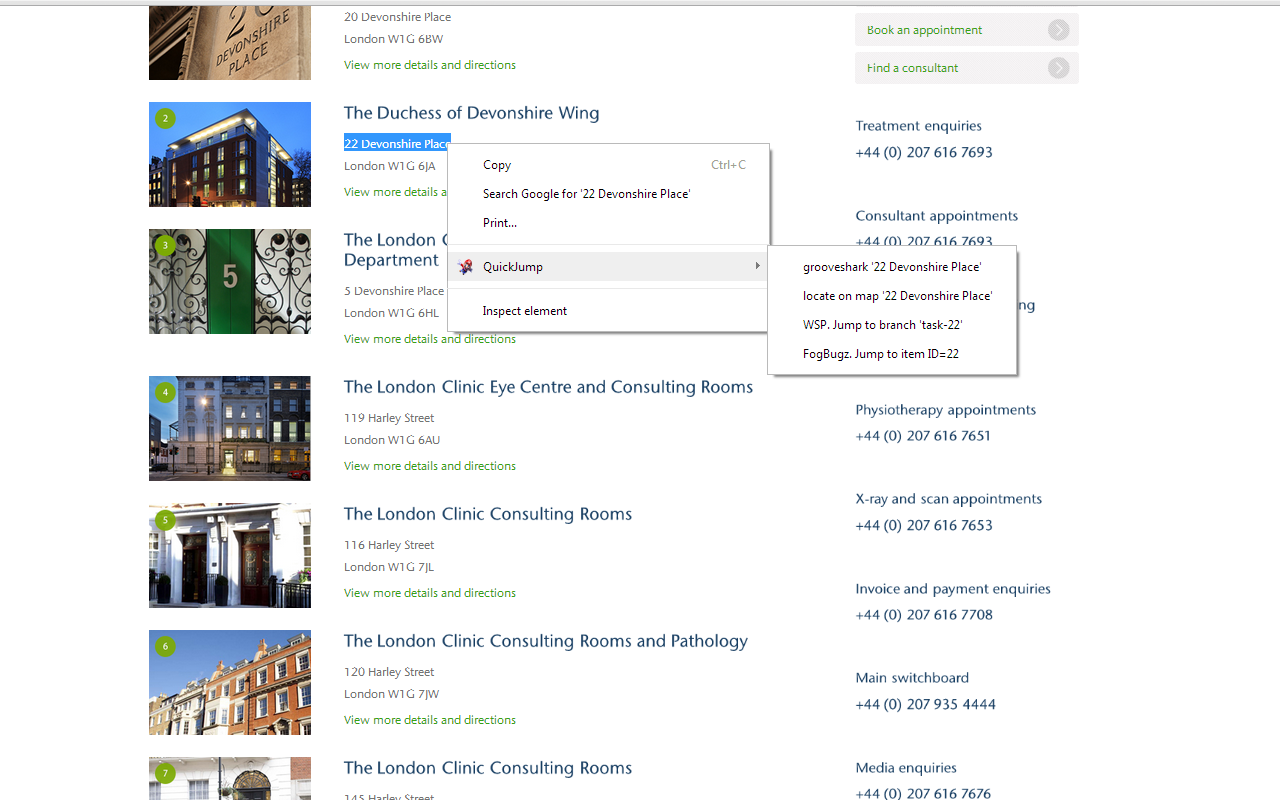 20
DEVONSHIRE
PLACE
20 Devonshire Place
London W1G 6BW
View more details and directions
2
The Duchess of Devonshire Wing
22 Devonshire Place
London W1G 6JA
View more details a
3
The London C
Department
5
5 Devonshire Place
London W1G 6HL
View more details and directions
4
The London Clinic Eye Centre and Consulting Rooms
119 Harley Street
London W1G 6AU
View more details and directions
5
The London Clinic Consulting Rooms
116 Harley Street
London W1G 7JL
View more details and directions
6
The London Clinic Consulting Rooms and Pathology
120 Harley Street
London W1G 7JW
View more details and directions
7
The London Clinic Consulting Rooms
145 Harley Street
Copy Ctrl+C
Search Google for '22 Devonshire Place'
Print...
QuickJump
Inspect element
grooveshark '22 Devonshire Place'
locate on map '22 Devonshire Place'
WSP. Jump to branch 'task-22'
FogBugz. Jump to item ID=22
Book an appointment
Find a consultant
Treatment enquiries
+44 (0) 207 616 7693
Consultant appointments
+44 (0) 207 616 7693
ng
Physiotherapy appointments
+44 (0) 207 616 7651
X-ray and scan appointments
+44 (0) 207 616 7653
Invoice and payment enquiries
+44 (0) 207 616 7708
Main switchboard
+44 (0) 207 935 4444
Media enquiries
+44 (0) 207 616 7676